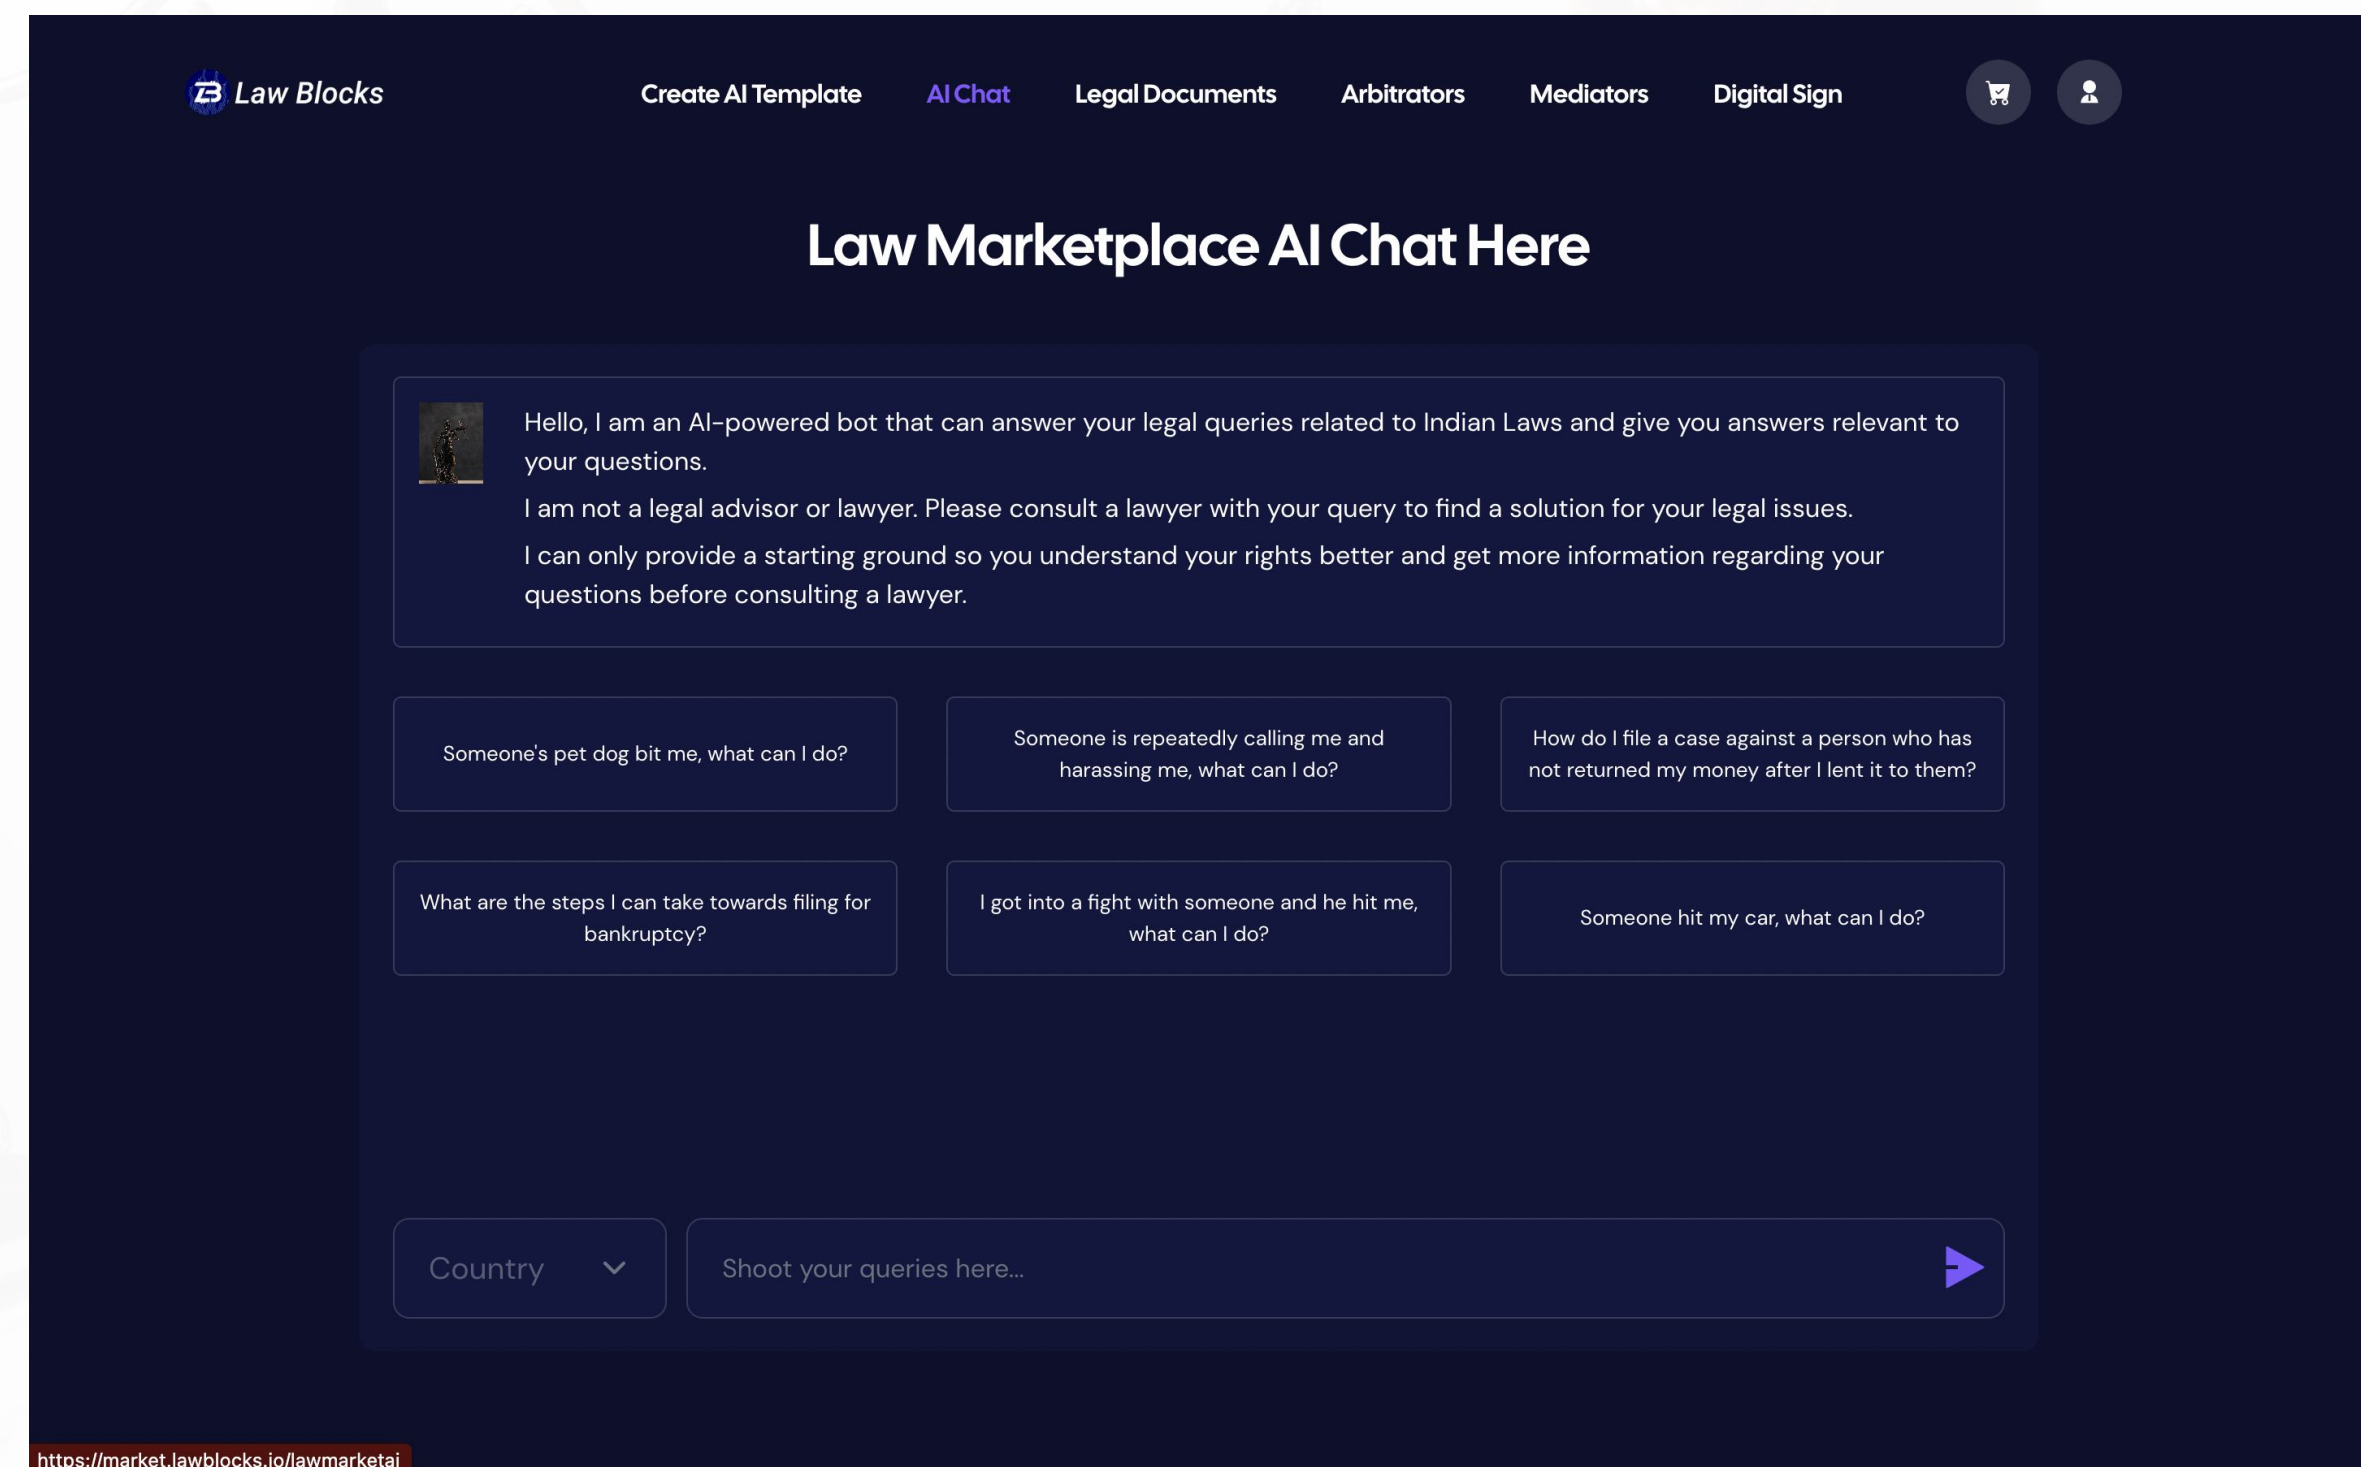 Law Blocks
Create AI Template
AI Chat
Legal Documents
Arbitrators
Mediators
Digital Sign
Law Marketplace AI Chat Here
Hello, I am an AI-powered bot that can answer your legal queries related to Indian Laws and give you answers relevant to
your questions.
I am not a legal advisor or lawyer. Please consult a lawyer with your query to find a solution for your legal issues.
I can only provide a starting ground so you understand your rights better and get more information regarding your
questions before consulting a lawyer.
Someone's pet dog bit me, what can I do?
Someone is repeatedly calling me and
harassing me, what can I do?
How do I file a case against a person who has
not returned my money after I lent it to them?
What are the steps I can take towards filing for
bankruptcy?
I got into a fight with someone and he hit me,
what can I do?
Someone hit my car, what can I do?
Country
Shoot your queries here...
https://market.lawblocks.io/lawmarketai